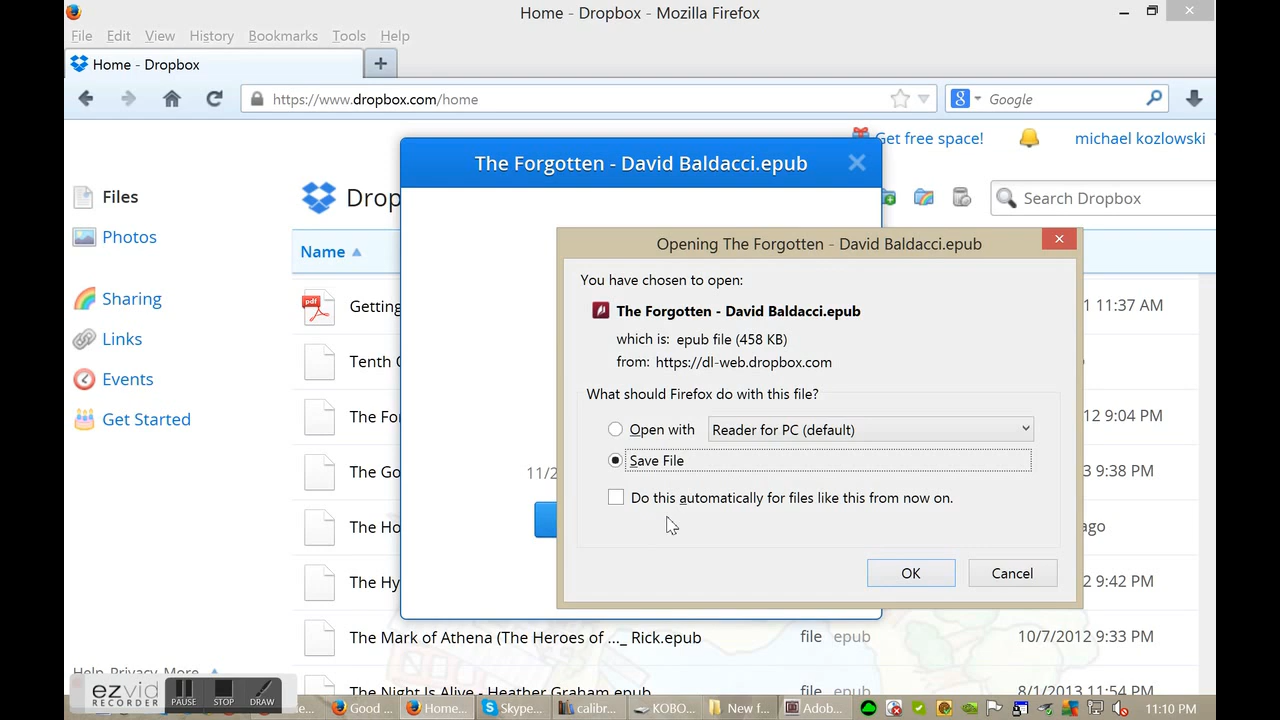 Home - Dropbox - Mozilla Firefox
File Edit View History Bookmarks Tools Help
Home - Dropbox
https://www.dropbox.com/home
Google
Get free space!
michael kozlowski
The Forgotten - David Baldacci.epub
Files
Photos
Sharing
Links
Events
Get Started
Drop
Search Dropbox
Name
Getting
1 11:37 AM
Tenth
The For
12 9:04 PM
The Go
3 9:38 PM
The Ho
ago
The Hy
2 9:42 PM
11/2
Opening The Forgotten - David Baldacci.epub
You have chosen to open:
The Forgotten - David Baldacci.epub
which is: epub file (458 KB)
from: https://dl-web.dropbox.com
What should Firefox do with this file?
Open with Reader for PC (default)
Save File
Do this automatically for files like this from now on.
OK Cancel
The Mark of Athena (The Heroes of ..._ Rick.epub file epub 10/7/2012 9:33 PM
The Night Is Alive - Heather Graham.epub file epub 8/1/2013 11:54 PM
Help Privacy More
ezvid
RECORDER
PAUSE STOP DRAW
Good ... Home... Skype... calibr... KOBO... New f... Adob... 11:10 PM